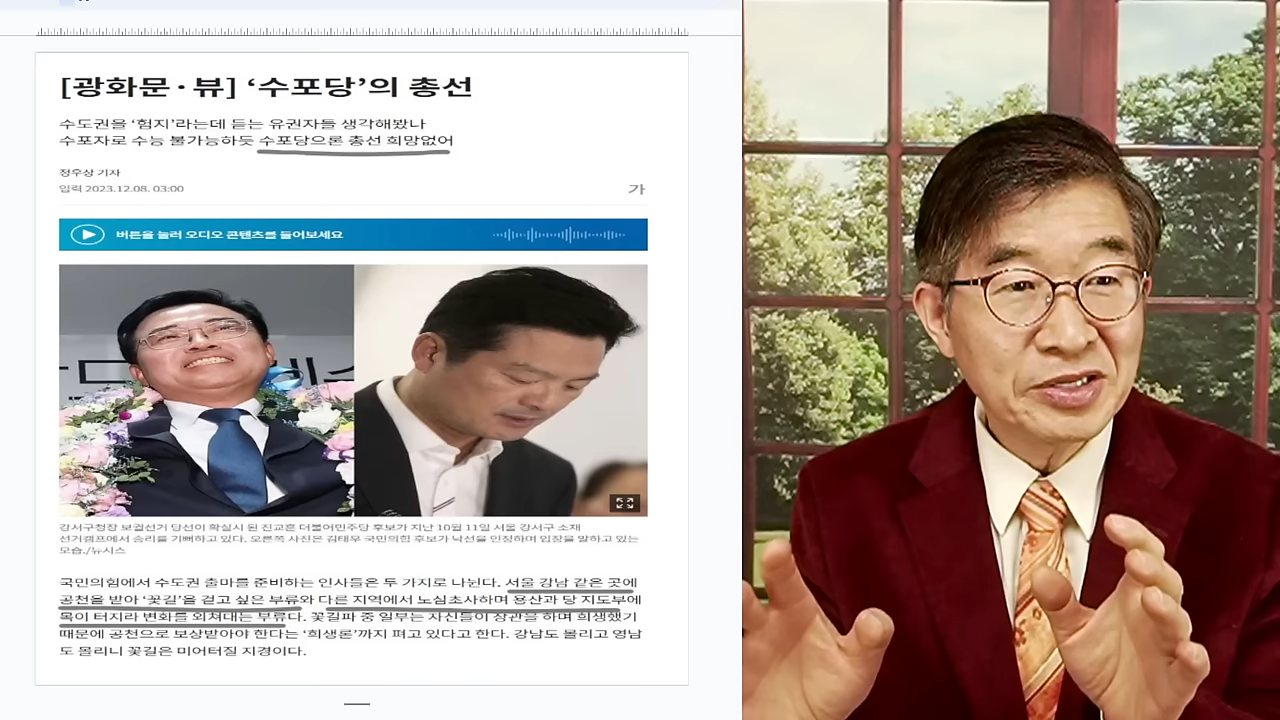 [광화문·뷰] ‘수포당’의 총선
수도권을 ‘험지’라는데 듣는 유권자들 생각해봤나
수포자로 수능 불가능하듯 수포당으론 총선 희망없어
정우상 기자
입력 2023.12.08. 03:00
가
버튼을 눌러 오디오 콘텐츠를 들어보세요
강서구청장 보궐선거 당선이 확실시 된 진교훈 더불어민주당 후보가 지난 10월 11일 서울 강서구 소재
선거캠프에서 승리를 기뻐하고 있다. 오른쪽 사진은 김태우 국민의힘 후보가 낙선을 인정하며 입장을 말하고 있는
모습./뉴시스
국민의힘에서 수도권 출마를 준비하는 인사들은 두 가지로 나뉜다. 서울 강남 같은 곳에
공천을 받아 ‘꽃길’을 걷고 싶은 부류와 다른 지역에서 노심초사하며 용산과 당 지도부에
목이 터지라 변화를 외쳐대는 부류다. 꽃길파 중 일부는 자신들이 장관을 하며 희생했기
때문에 공천으로 보상받아야 한다는 ‘희생론’까지 펴고 있다고 한다. 강남도 몰리고 영남
도 몰리니 꽃길은 미어터질 지경이다.